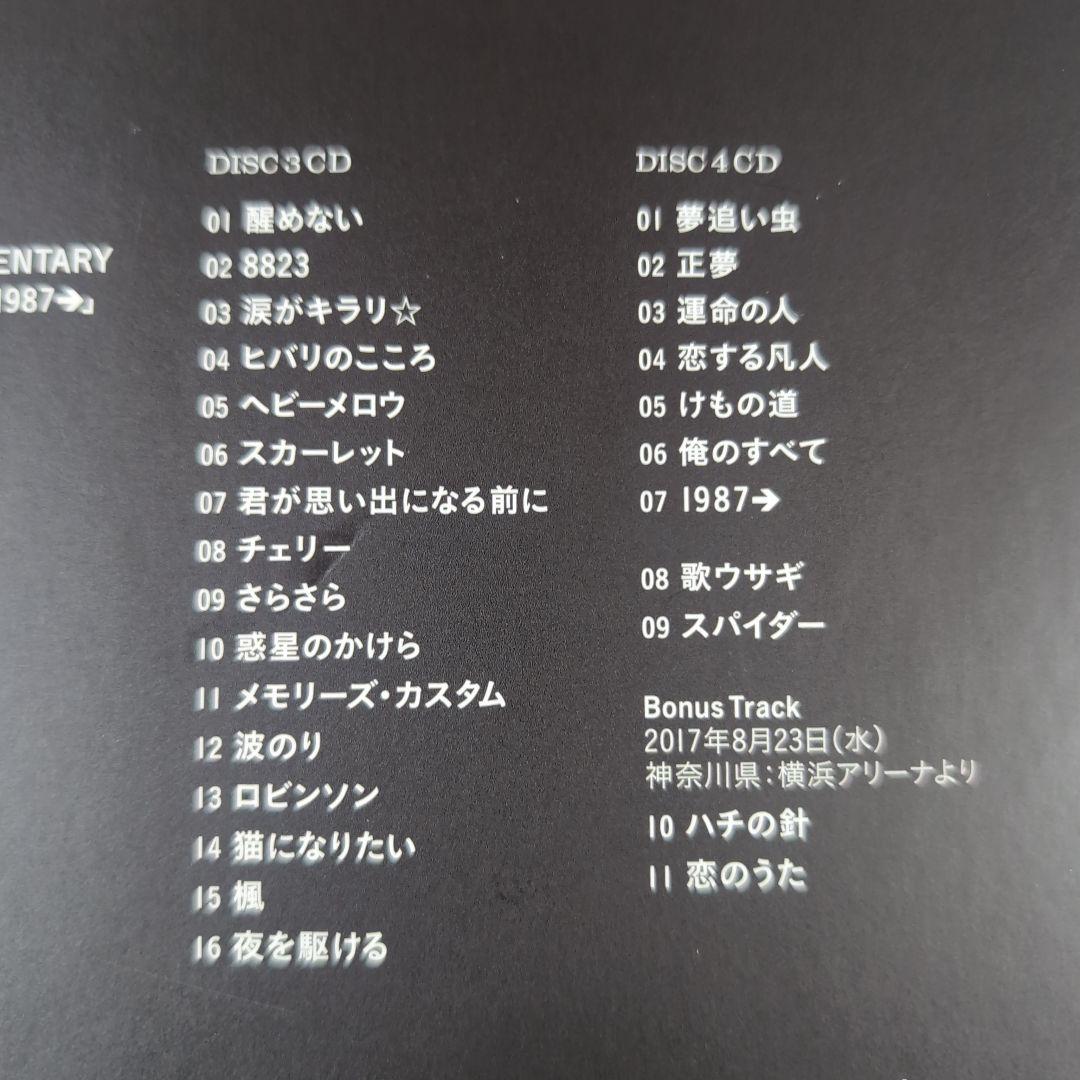 ENTARY
1987➔」
DISC 3 CD
01 醒めない
02 8823
03 涙がキラリ☆
04 ヒバリのこころ
05 ヘビーメロウ
06 スカーレット
07 君が思い出になる前に
08 チェリー
09 さらさら
10 惑星のかけら
11 メモリーズ・カスタム
12 波のり
13 ロビンソン
14 猫になりたい
15 楓
16 夜を駆ける
DISC 4 CD
01 夢追い虫
02 正夢
03 運命の人
04 恋する凡人
05 けもの道
06 俺のすべて
07 1987➔
08 歌ウサギ
09 スパイダー
Bonus Track
2017年8月23日(水)
神奈川県:横浜アリーナより
10 ハチの針
11 恋のうた